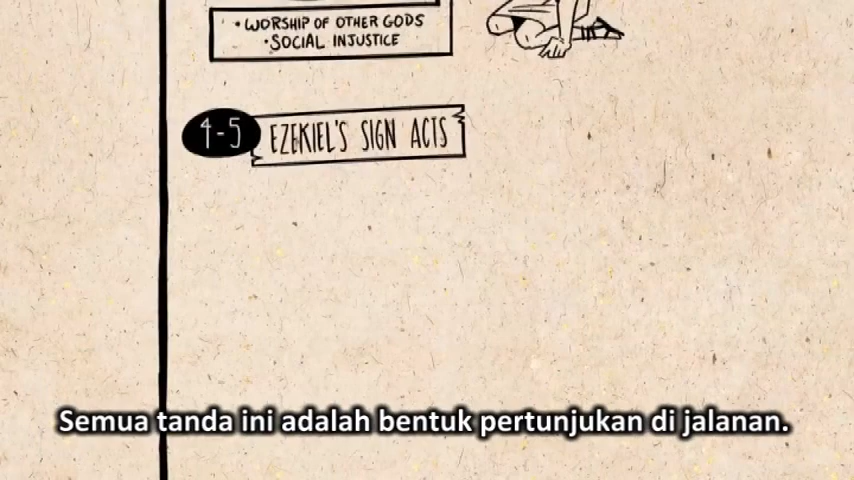 • WORSHIP OF OTHER GODS
• SOCIAL INJUSTICE
4-5 EZEKIEL'S SIGN ACTS
Semua tanda ini adalah bentuk pertunjukan di jalanan.